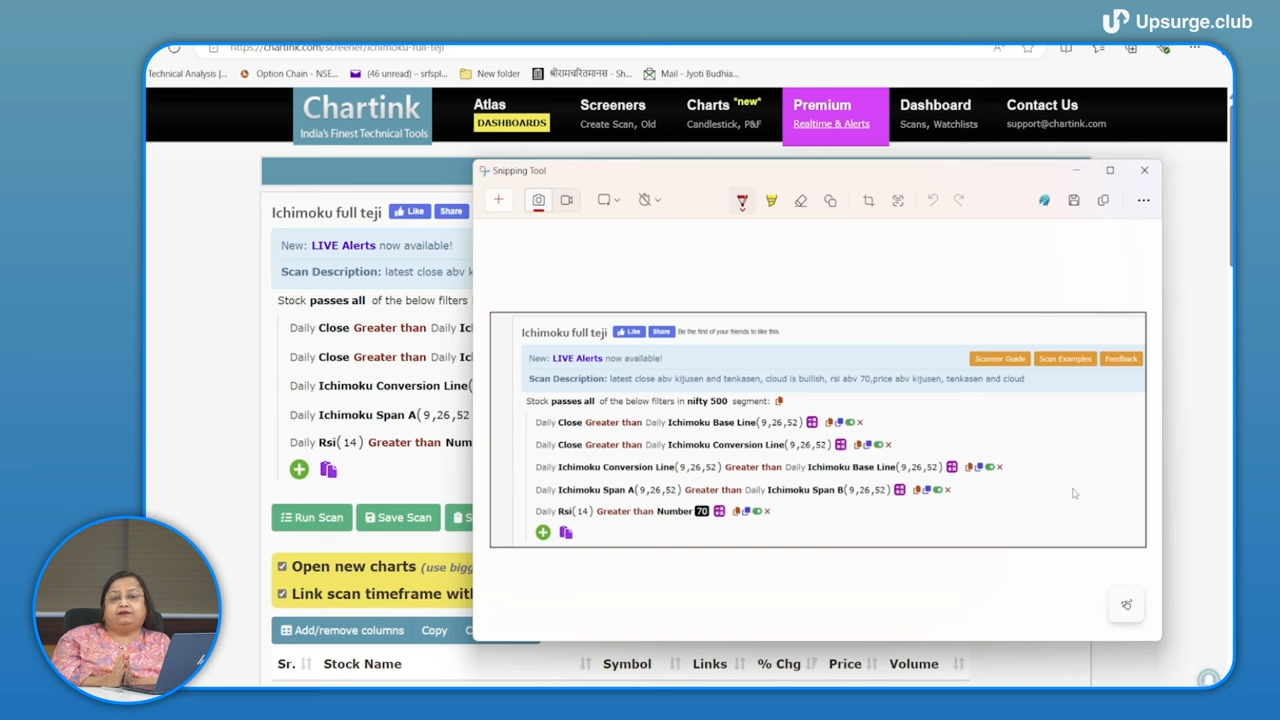 Upsurge.club
https://chartink.com/screener/ichimoku-full-teji
Technical Analysis |... Option Chain - NSE... (46 unread) – srfspl... New folder श्रीरामचरितमानस - Sh... Mail - Jyoti Budhia...
Chartink
India's Finest Technical Tools
Atlas
DASHBOARDS
Screeners
Create Scan, Old
Charts *new*
Candlestick, P&F
Premium
Realtime & Alerts
Dashboard
Scans, Watchlists
Contact Us
support@chartink.com
Ichimoku full teji Like Share
New: LIVE Alerts now available!
Scan Description: latest close abv k
Stock passes all of the below filters i
Daily Close Greater than Daily Ic
Daily Close Greater than Daily Ic
Daily Ichimoku Conversion Line(
Daily Ichimoku Span A(9,26,52
Daily Rsi(14) Greater than Num
Run Scan Save Scan S
Open new charts (use bigg
Link scan timeframe with
Add/remove columns Copy C
Sr. Stock Name Symbol Links % Chg Price Volume
Snipping Tool
Ichimoku full teji Like Share Be the first of your friends to like this.
New: LIVE Alerts now available! Scanner Guide Scan Examples Feedback
Scan Description: latest close abv kijusen and tenkasen, cloud is bullish, rsi abv 70,price abv kijusen, tenkasen and cloud
Stock passes all of the below filters in nifty 500 segment:
Daily Close Greater than Daily Ichimoku Base Line(9,26,52)
Daily Close Greater than Daily Ichimoku Conversion Line(9,26,52)
Daily Ichimoku Conversion Line(9,26,52) Greater than Daily Ichimoku Base Line(9,26,52)
Daily Ichimoku Span A(9,26,52) Greater than Daily Ichimoku Span B(9,26,52)
Daily Rsi(14) Greater than Number 70